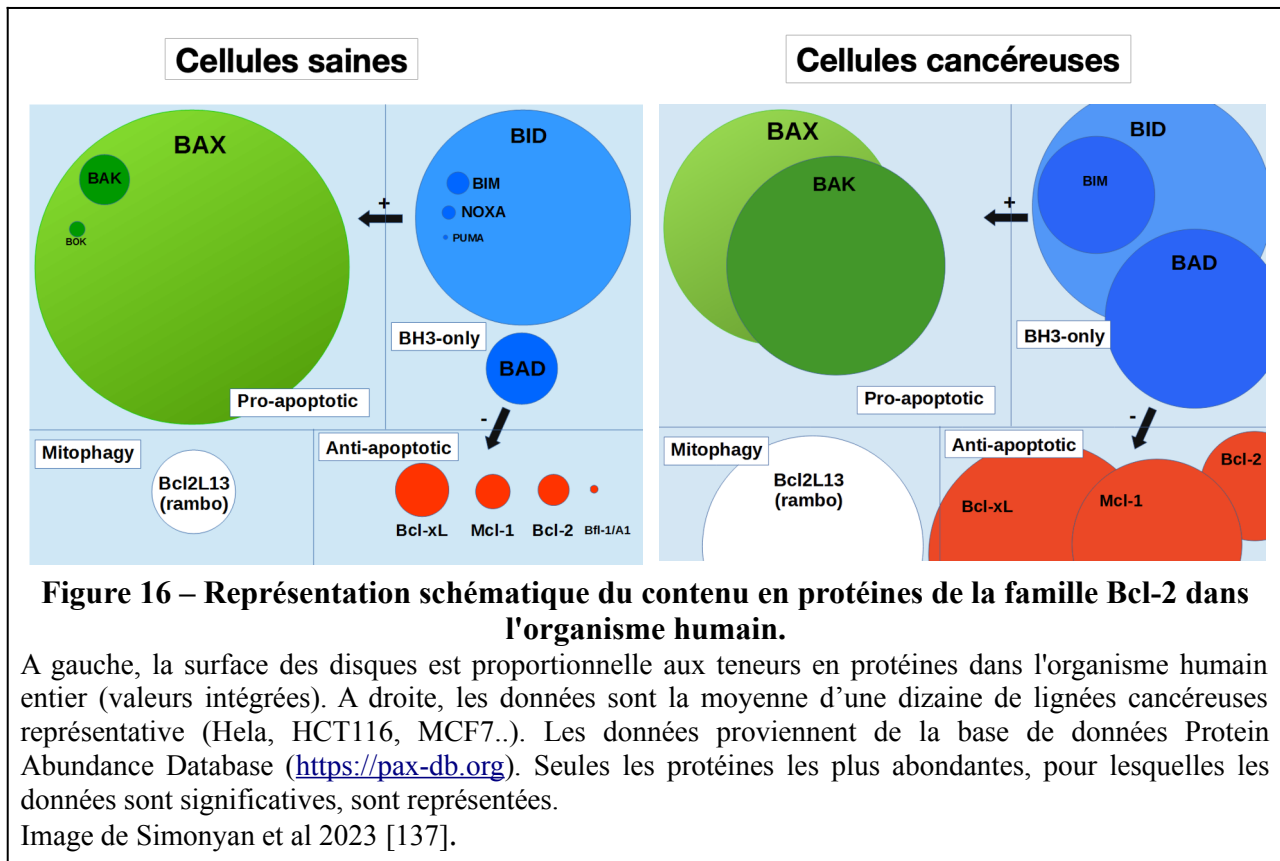 Cellules saines
BAX
BAK
BOK
+
BID
BIM
NOXA
PUMA
BH3-only
BAD
-
Pro-apoptotic
Mitophagy
Bcl2L13
(rambo)
Anti-apoptotic
Bcl-xL
Mcl-1
Bcl-2
Bfl-1/A1
Cellules cancéreuses
BAX
BAK
+
BID
BIM
BAD
BH3-only
-
Pro-apoptotic
Mitophagy
Bcl2L13
(rambo)
Anti-apoptotic
Bcl-xL
Mcl-1
Bcl-2
Figure 16 – Représentation schématique du contenu en protéines de la famille Bcl-2 dans
l'organisme humain.
A gauche, la surface des disques est proportionnelle aux teneurs en protéines dans l'organisme humain
entier (valeurs intégrées). A droite, les données sont la moyenne d’une dizaine de lignées cancéreuses
représentative (Hela, HCT116, MCF7..). Les données proviennent de la base de données Protein
Abundance Database (https://pax-db.org). Seules les protéines les plus abondantes, pour lesquelles les
données sont significatives, sont représentées.
Image de Simonyan et al 2023 [137].